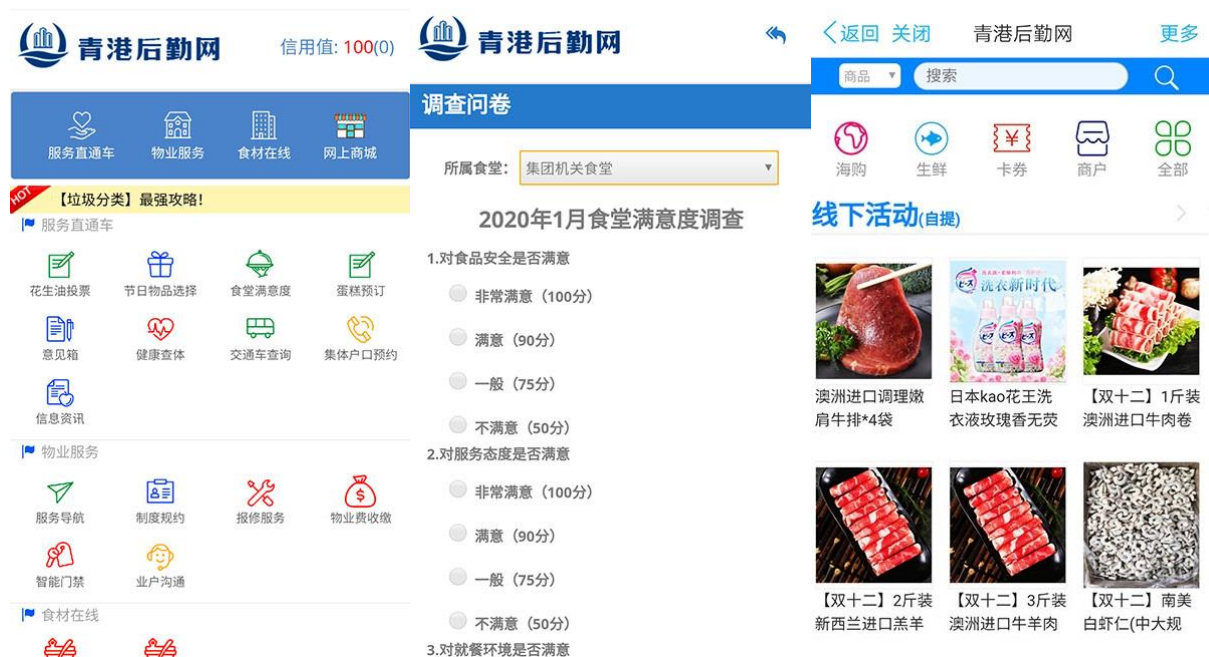 青港后勤网
信用值: 100(0)
服务直通车
物业服务
食材在线
网上商城
HOT
【垃圾分类】最强攻略!
服务直通车
花生油投票
节日物品选择
食堂满意度
蛋糕预订
意见箱
健康查体
交通车查询
集体户口预约
信息资讯
物业服务
服务导航
制度规约
报修服务
物业费收缴
智能门禁
业户沟通
食材在线
青港后勤网
调查问卷
所属食堂:
集团机关食堂
2020年1月食堂满意度调查
1.对食品安全是否满意
非常满意（100分）
满意（90分）
一般（75分）
不满意（50分）
2.对服务态度是否满意
非常满意（100分）
满意（90分）
一般（75分）
不满意（50分）
3.对就餐环境是否满意
返回 关闭
青港后勤网
更多
商品
搜索
海购
生鲜
卡券
商户
全部
线下活动(自提)
洗衣新时代
澳洲进口调理嫩
肩牛排*4袋
日本kao花王洗
衣液玫瑰香无荧
【双十二】1斤装
澳洲进口牛肉卷
【双十二】2斤装
新西兰进口羔羊
【双十二】3斤装
澳洲进口牛羊肉
【双十二】南美
白虾仁(中大规